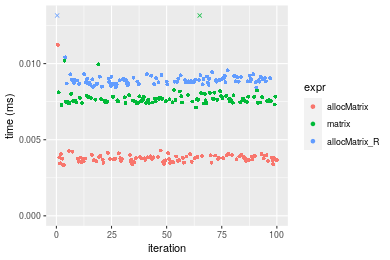 0.010
0.005
0.000
time (ms)
0
25
50
75
100
iteration
expr
allocMatrix
matrix
allocMatrix_R